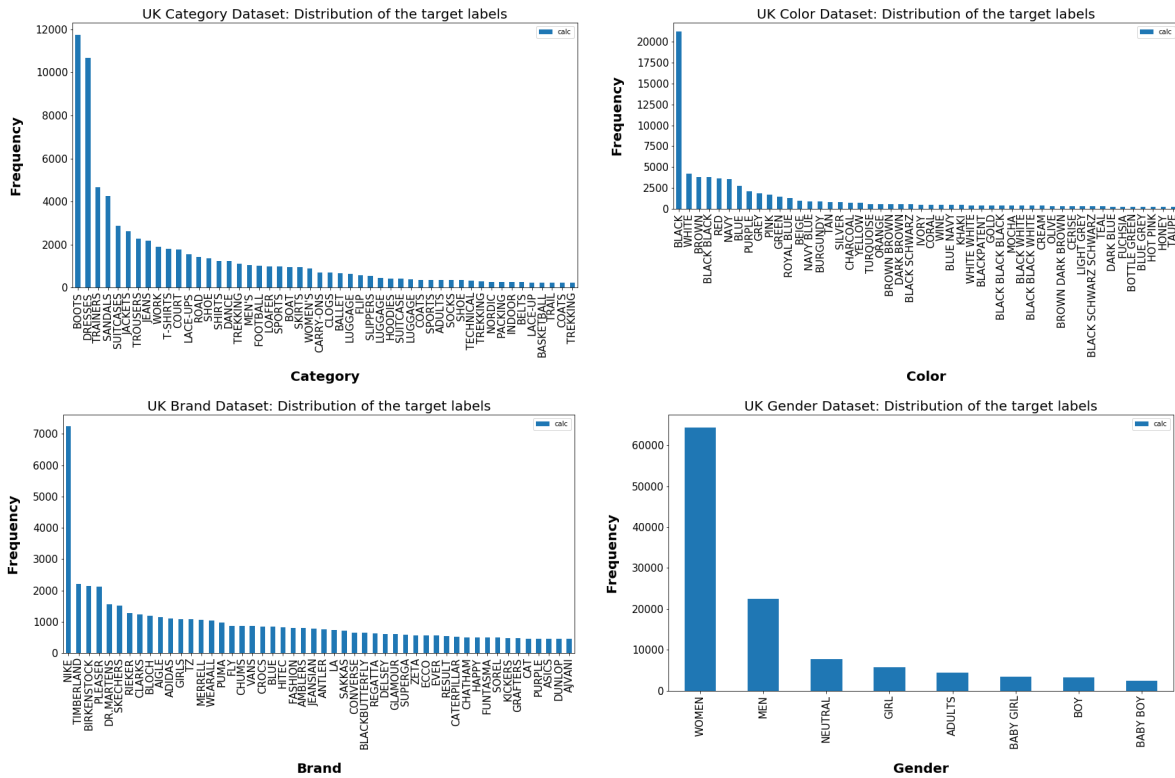 UK Category Dataset: Distribution of the target labels
calc
12000
10000
8000
6000
4000
2000
0
Frequency
BOOTS
DRESSES
TRAINERS
SANDALS
SUITCASES
JACKETS
TROUSERS
JEANS
WORK
T-SHIRTS
COURT
LACE-UPS
ROAD
SHOE
SHIRTS
DANCE
TREKKING
MEN'S
FOOTBALL
LOAFER
SPORTS
BOAT
SKIRTS
WOMEN'S
CARRY-ONS
CLOGS
BALLET
LUGGAGE
FLIP
SLIPPERS
LUGGAGE
HOODIES
SUITCASE
LUGGAGE
COATS
SPORTS
ADULTS
SOCKS
SHOE
TECHNICAL
TREKKING
NORDIC
PACKING
INDOOR
BELTS
LACE-UP
BASKETBALL
TRAIL
COATS
TREKKING
Category
UK Color Dataset: Distribution of the target labels
calc
20000
17500
15000
12500
10000
7500
5000
2500
0
Frequency
BLACK
WHITE
BROWN
BLACK BLACK
RED
NAVY
BLUE
PURPLE
GREY
PINK
GREEN
ROYAL BLUE
BEIGE
NAVY BLUE
BURGUNDY
TAN
SILVER
CHARCOAL
YELLOW
TURQUOISE
ORANGE
BROWN BROWN
DARK BROWN
BLACK SCHWARZ
IVORY
CORAL
WINE
BLUE NAVY
KHAKI
WHITE WHITE
BLACKPATENT
GOLD
BLACK BLACK BLACK
MOCHA
BLACK WHITE
BLACK BLACK WHITE
CREAM
OLIVE
BROWN DARK BROWN
CERISE
LIGHT GREY
BLACK SCHWARZ SCHWARZ
TEAL
DARK BLUE
FUCHSIA
BOTTLE GREEN
BLUE GREY
HOT PINK
HONEY
TAUPE
Color
UK Brand Dataset: Distribution of the target labels
calc
7000
6000
5000
4000
3000
2000
1000
0
Frequency
NIKE
TIMBERLAND
BIRKENSTOCK
PLEASER
DR.MARTENS
SKECHERS
RIEKER
CLARKS
BLOCH
AIGLE
ADIDAS
GIRLS
TZ
MERRELL
WEARALL
PUMA
FLY
CHUMS
VANS
CROCS
BLUE
HITEC
FASHION
AMBLERS
JEANSIAN
ANTLER
LA
SAKKAS
CONVERSE
BLACKBUTTERFLY
REGATTA
DELSEY
GLAMOUR
SUPERGA
ZETA
ECCO
EVER
RESULT
CATERPILLAR
CHATHAM
HAPPY
FUNTASMA
SOREL
KICKERS
GRAFTERS
CAT
PURPLE
ASICS
DUNLOP
AJVANI
Brand
UK Gender Dataset: Distribution of the target labels
calc
60000
50000
40000
30000
20000
10000
0
Frequency
WOMEN
MEN
NEUTRAL
GIRL
ADULTS
BABY GIRL
BOY
BABY BOY
Gender